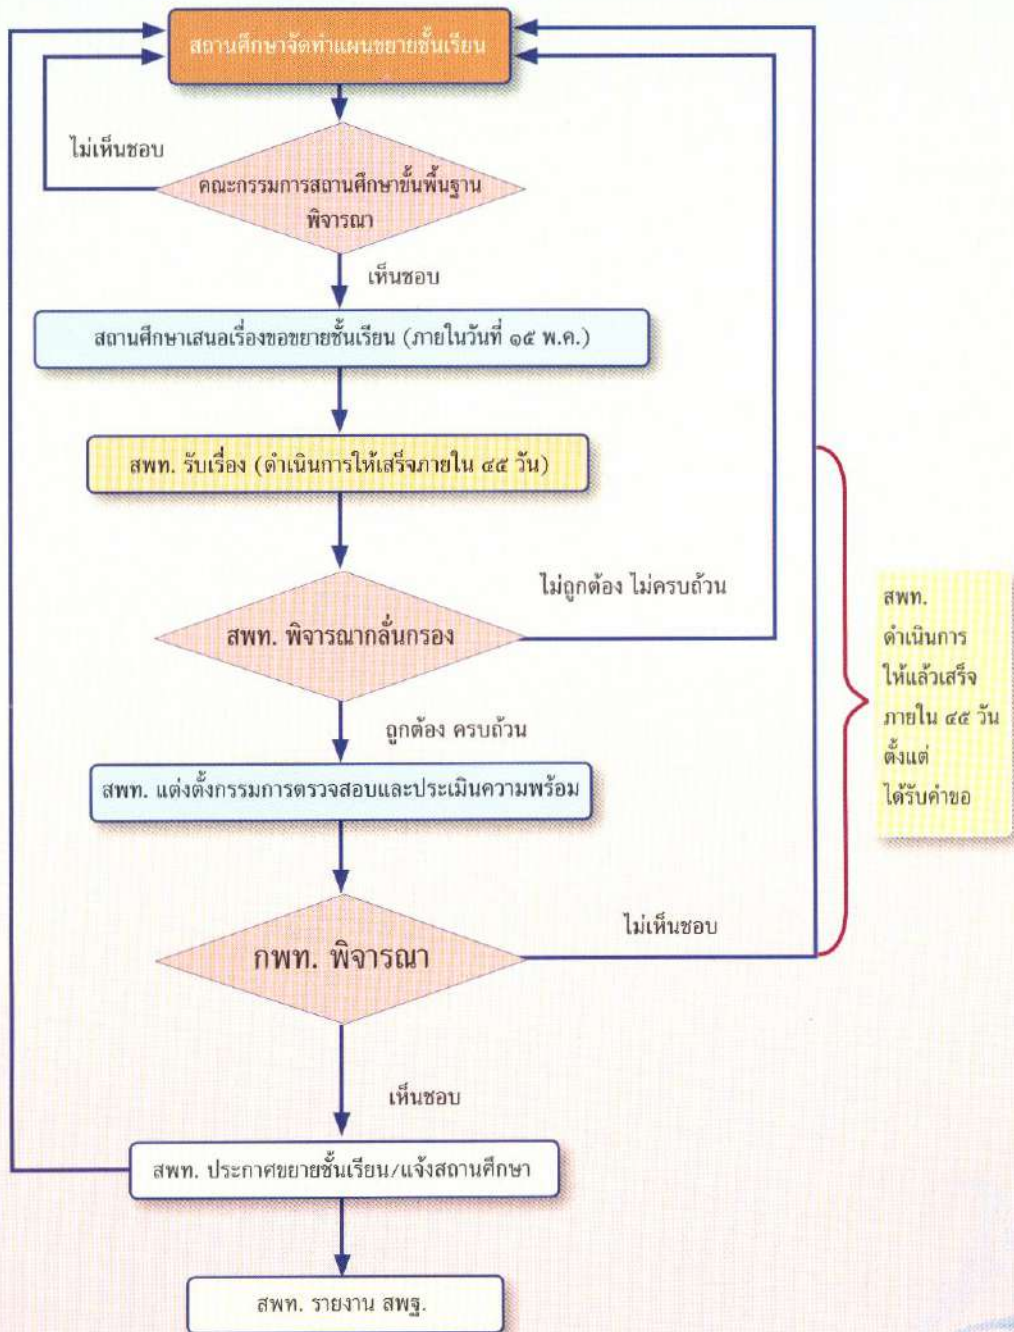 สถานศึกษาจัดทำแผนขยายชั้นเรียน
ไม่เห็นชอบ
คณะกรรมการสถานศึกษาขั้นพื้นฐาน
พิจารณา
เห็นชอบ
สถานศึกษาเสนอเรื่องขอขยายชั้นเรียน (ภายในวันที่ ๑๕ พ.ค.)
สพท. รับเรื่อง (ดำเนินการให้เสร็จภายใน ๔๕ วัน)
ไม่ถูกต้อง ไม่ครบถ้วน
สพท. พิจารณากลั่นกรอง
สพท.
ดำเนินการ
ให้แล้วเสร็จ
ภายใน ๔๕ วัน
ตั้งแต่
ได้รับคำขอ
ถูกต้อง ครบถ้วน
สพท. แต่งตั้งกรรมการตรวจสอบและประเมินความพร้อม
ไม่เห็นชอบ
กพท. พิจารณา
เห็นชอบ
สพท. ประกาศขยายชั้นเรียน/แจ้งสถานศึกษา
สพท. รายงาน สพฐ.